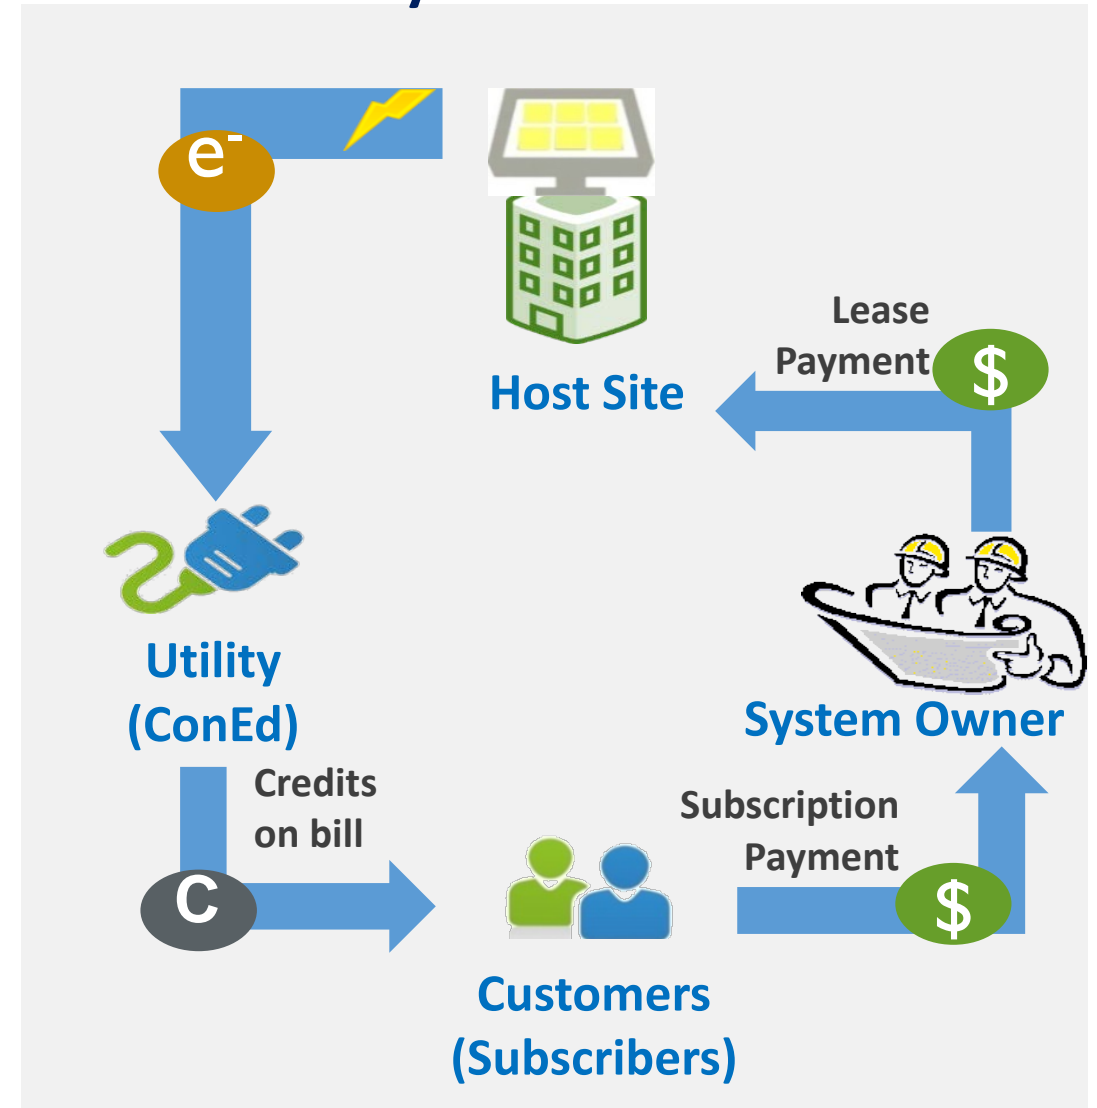 e-
Host Site
Lease
Payment
$
Utility
(ConEd)
System Owner
Credits
on bill
C
Subscription
Payment
$
Customers
(Subscribers)